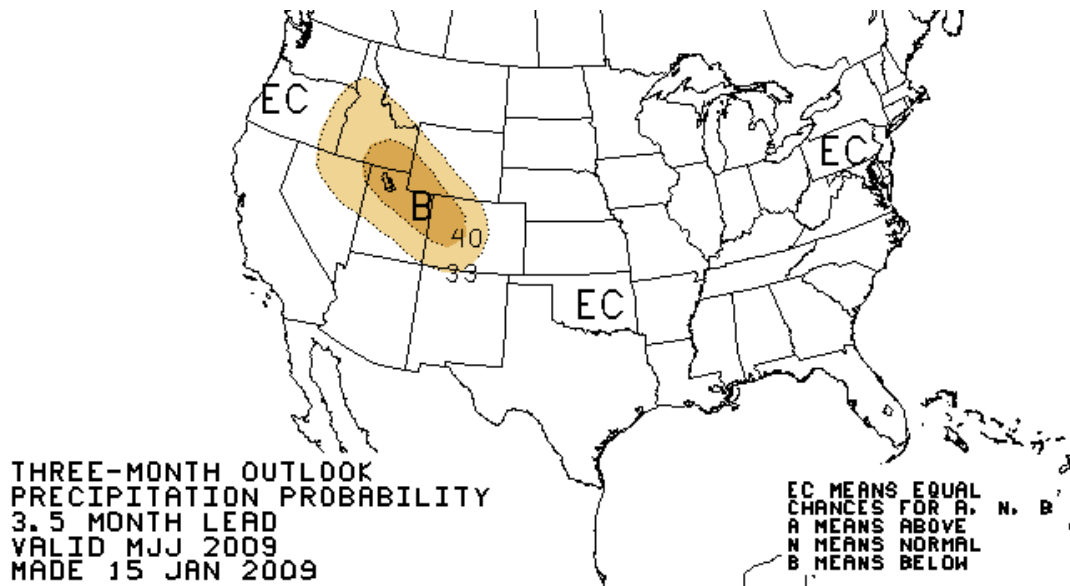 EC
EC
B
40
33
EC
THREE-MONTH OUTLOOK
PRECIPITATION PROBABILITY
3.5 MONTH LEAD
VALID MJJ 2009
MADE 15 JAN 2009
EC MEANS EQUAL
CHANCES FOR A, N, B
A MEANS ABOVE
N MEANS NORMAL
B MEANS BELOW